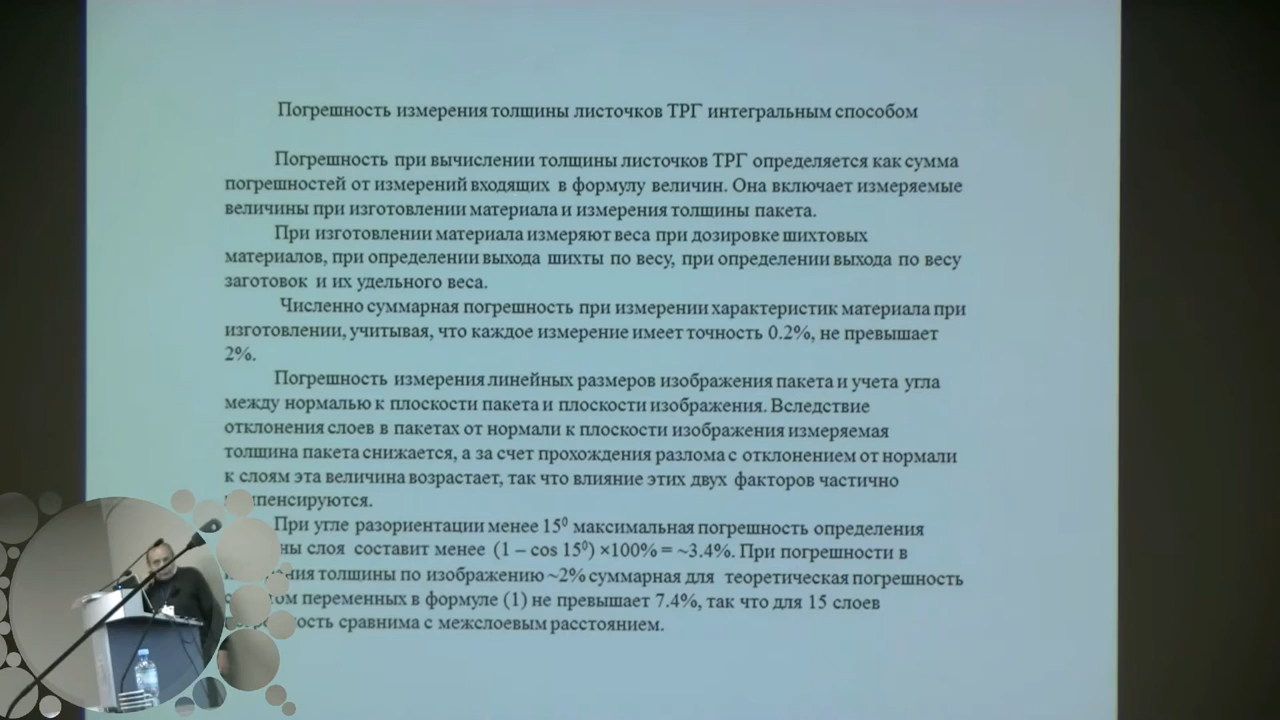 Погрешность измерения толщины листочков ТРГ интегральным способом
Погрешность при вычислении толщины листочков ТРГ определяется как сумма
погрешностей от измерений входящих в формулу величин. Она включает измеряемые
величины при изготовлении материала и измерения толщины пакета.
При изготовлении материала измеряют веса при дозировке шихтовых
материалов, при определении выхода шихты по весу, при определении выхода по весу
заготовок и их удельного веса.
Численно суммарная погрешность при измерении характеристик материала при
изготовлении, учитывая, что каждое измерение имеет точность 0.2%, не превышает
2%.
Погрешность измерения линейных размеров изображения пакета и учета угла
между нормалью к плоскости пакета и плоскости изображения. Вследствие
отклонения слоев в пакетах от нормали к плоскости изображения измеряемая
толщина пакета снижается, а за счет прохождения разлома с отклонением от нормали
к слоям эта величина возрастает, так что влияние этих двух факторов частично
При угле разориентации менее 15⁰ максимальная погрешность определения
слоя составит менее (1 – cos 15⁰) ×100% = ~3.4%. При погрешности в
толщины по изображению ~2% суммарная для теоретическая погрешность
переменных в формуле (1) не превышает 7.4%, так что для 15 слоев
сравнима с межслоевым расстоянием.